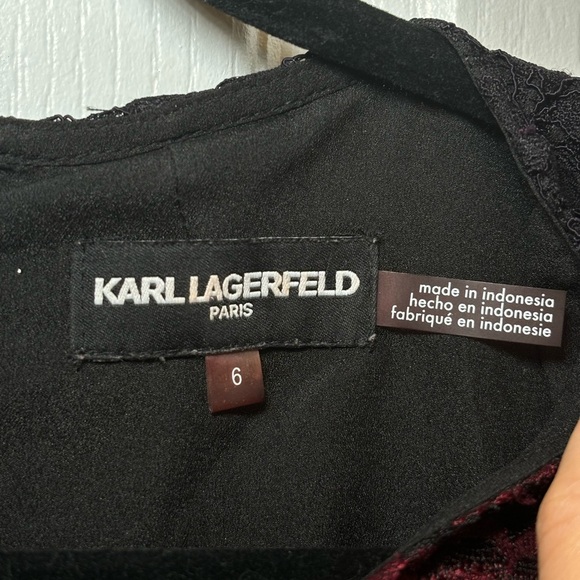 KARL LAGERFELD
PARIS
6
made in indonesia
hecho en indonesia
fabriqué en indonesie